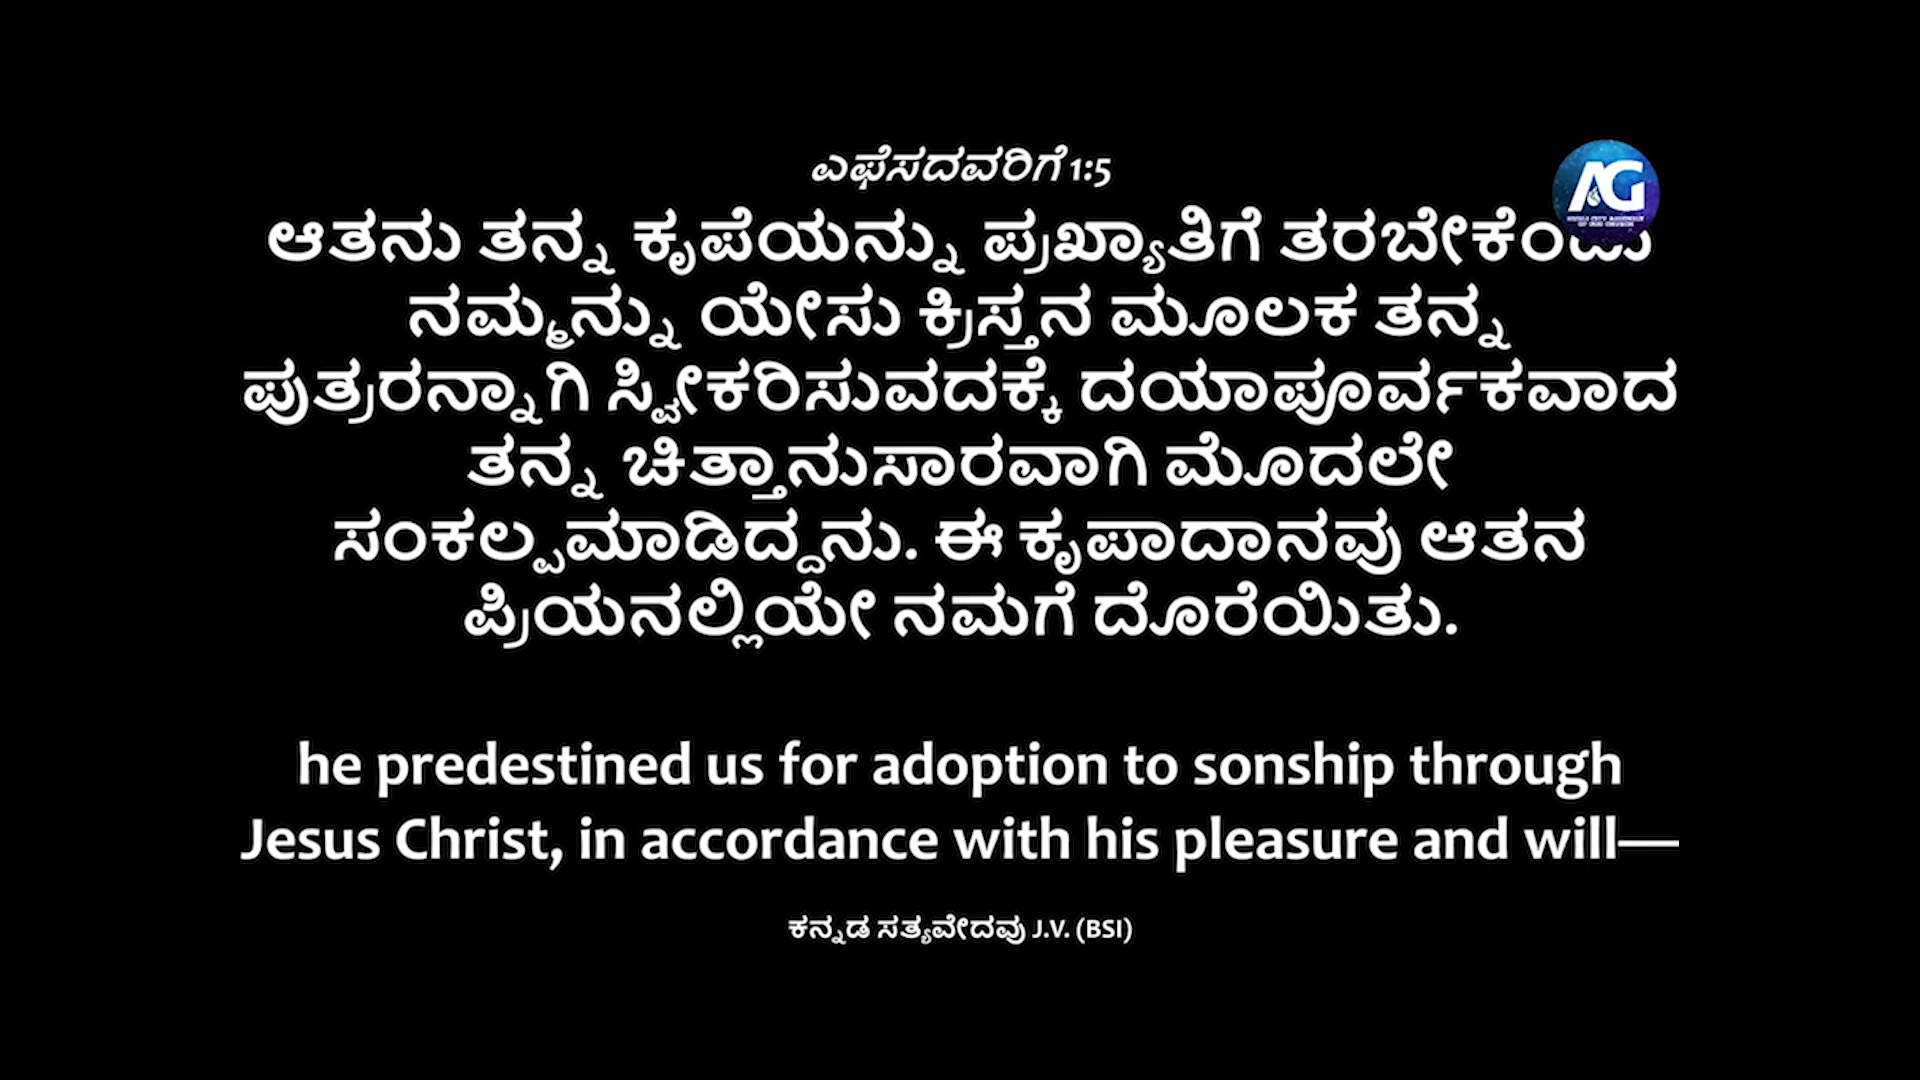 ಎಫೆಸದವರಿಗೆ 1:5
AG
ಆತನು ತನ್ನ ಕೃಪೆಯನ್ನು ಪ್ರಖ್ಯಾತಿಗೆ ತರಬೇಕೆಂದು
ನಮ್ಮನ್ನು ಯೇಸು ಕ್ರಿಸ್ತನ ಮೂಲಕ ತನ್ನ
ಪುತ್ರರನ್ನಾಗಿ ಸ್ವೀಕರಿಸುವದಕ್ಕೆ ದಯಾಪೂರ್ವಕವಾದ
ತನ್ನ ಚಿತ್ತಾನುಸಾರವಾಗಿ ಮೊದಲೇ
ಸಂಕಲ್ಪಮಾಡಿದ್ದನು. ಈ ಕೃಪಾದಾನವು ಆತನ
ಪ್ರಿಯನಲ್ಲಿಯೇ ನಮಗೆ ದೊರೆಯಿತು.
he predestined us for adoption to sonship through
Jesus Christ, in accordance with his pleasure and will—
ಕನ್ನಡ ಸತ್ಯವೇದವು J.V. (BSI)